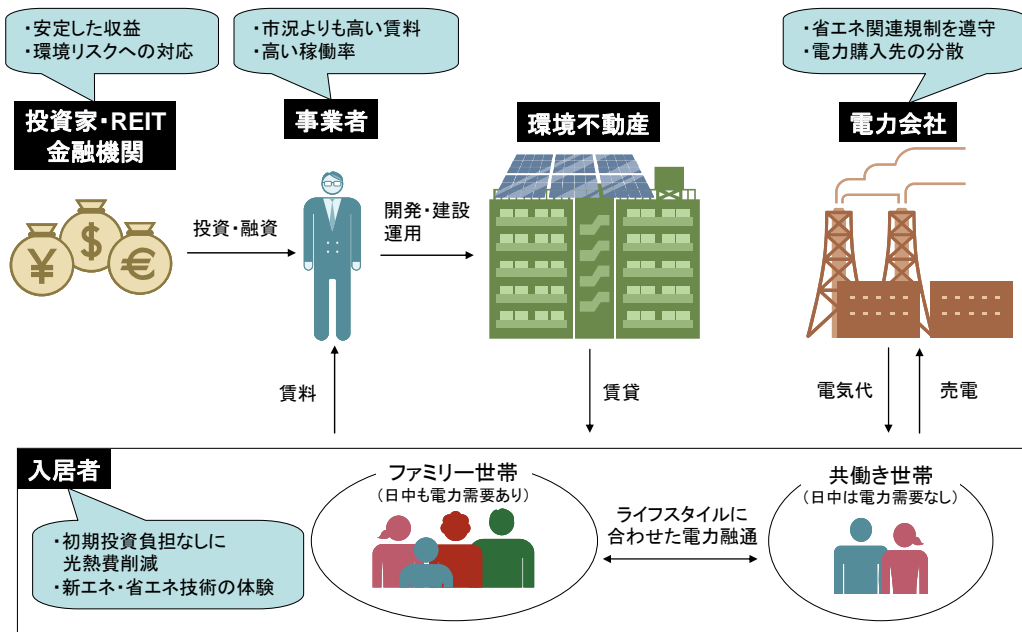 ・安定した収益
・環境リスクへの対応
・市況よりも高い賃料
・高い稼働率
・省エネ関連規制を遵守
・電力購入先の分散
投資家・REIT
金融機関
事業者
環境不動産
電力会社
¥
$
€
投資・融資
開発・建設
運用
賃料
賃貸
電気代
売電
入居者
・初期投資負担なしに
光熱費削減
・新エネ・省エネ技術の体験
ファミリー世帯
（日中も電力需要あり）
ライフスタイルに
合わせた電力融通
共働き世帯
（日中は電力需要なし）